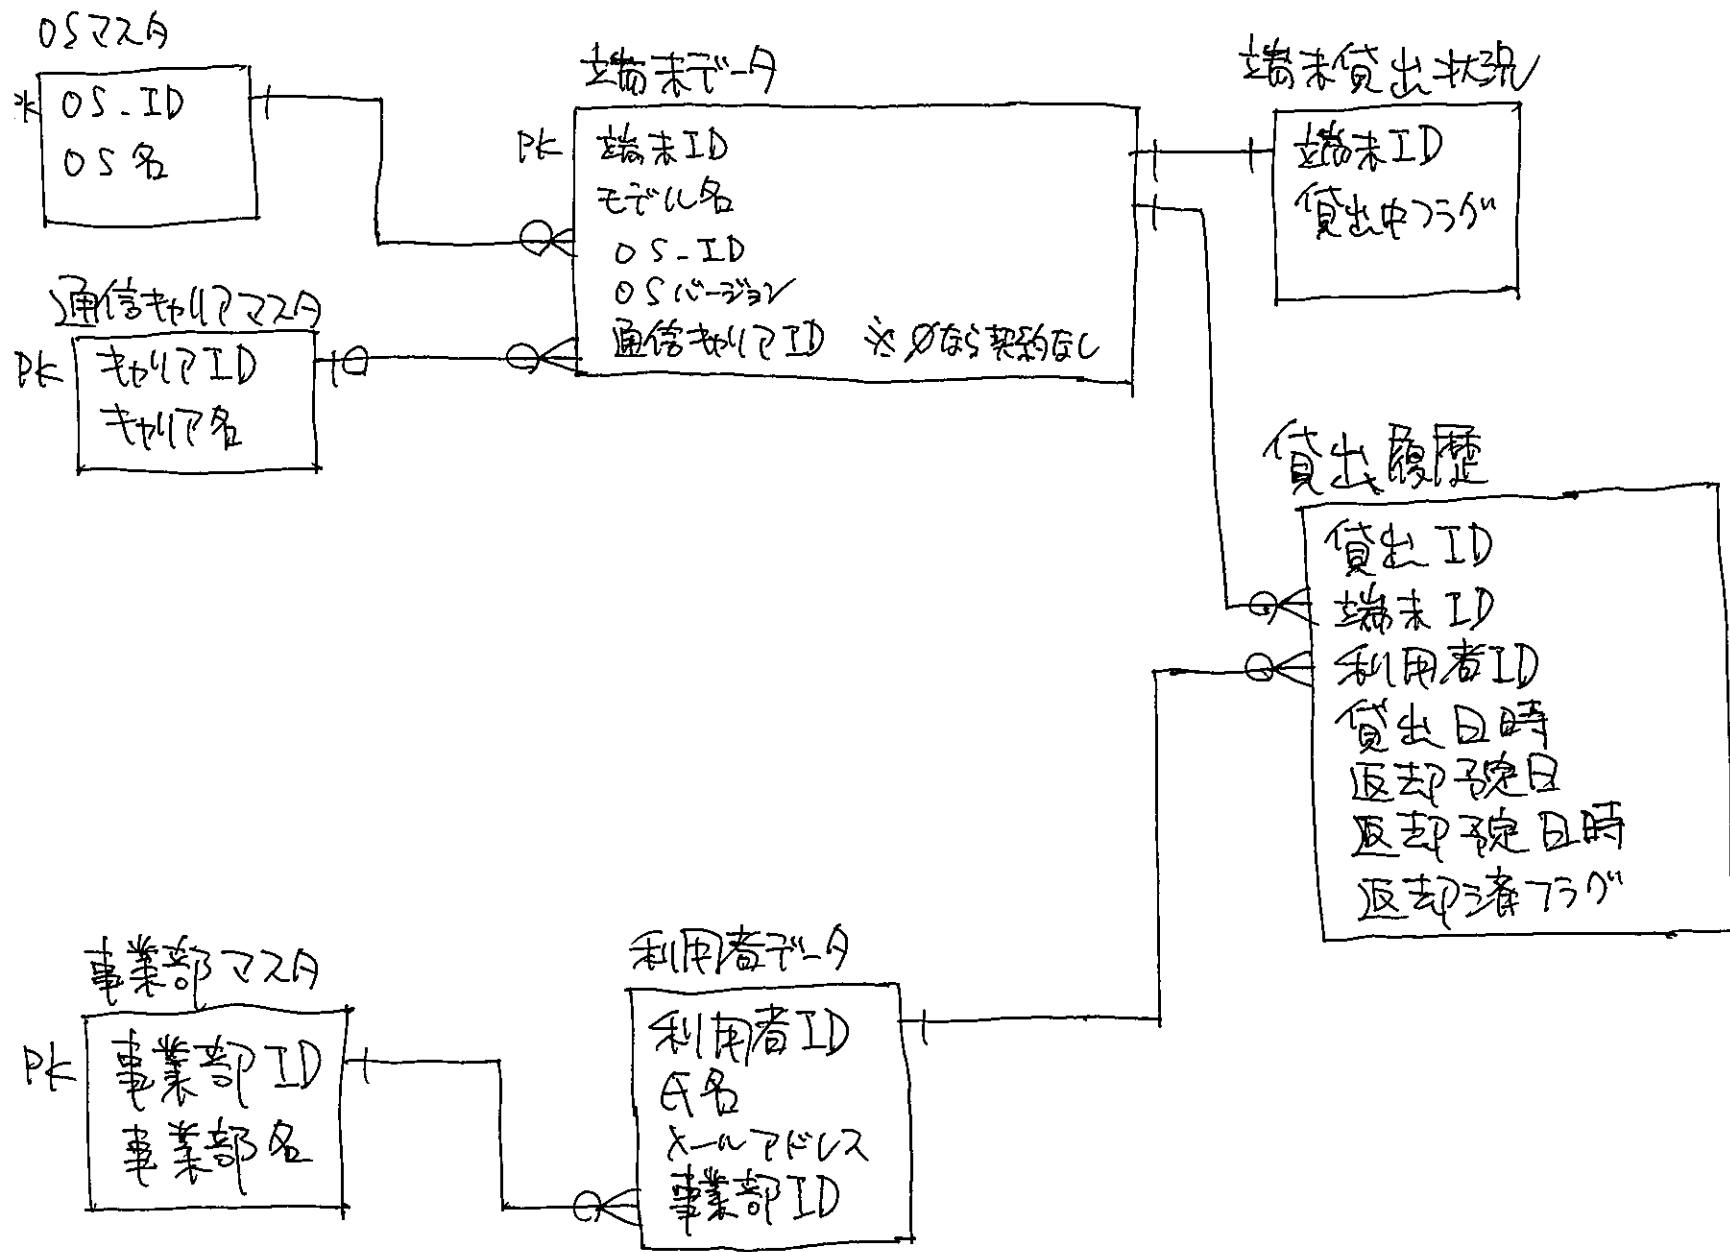 OSマスタ
PK
OS_ID
OS名
端末データ
PK
端末ID
モデル名
OS_ID
OSバージョン
通信キャリアID ※0なら契約なし
端末貸出状況
端末ID
貸出中フラグ
通信キャリアマスタ
PK
キャリアID
キャリア名
貸出履歴
貸出ID
端末ID
利用者ID
貸出日時
返却予定日
返却予定日時
返却済フラグ
事業部マスタ
PK
事業部ID
事業部名
利用者データ
利用者ID
氏名
メールアドレス
事業部ID